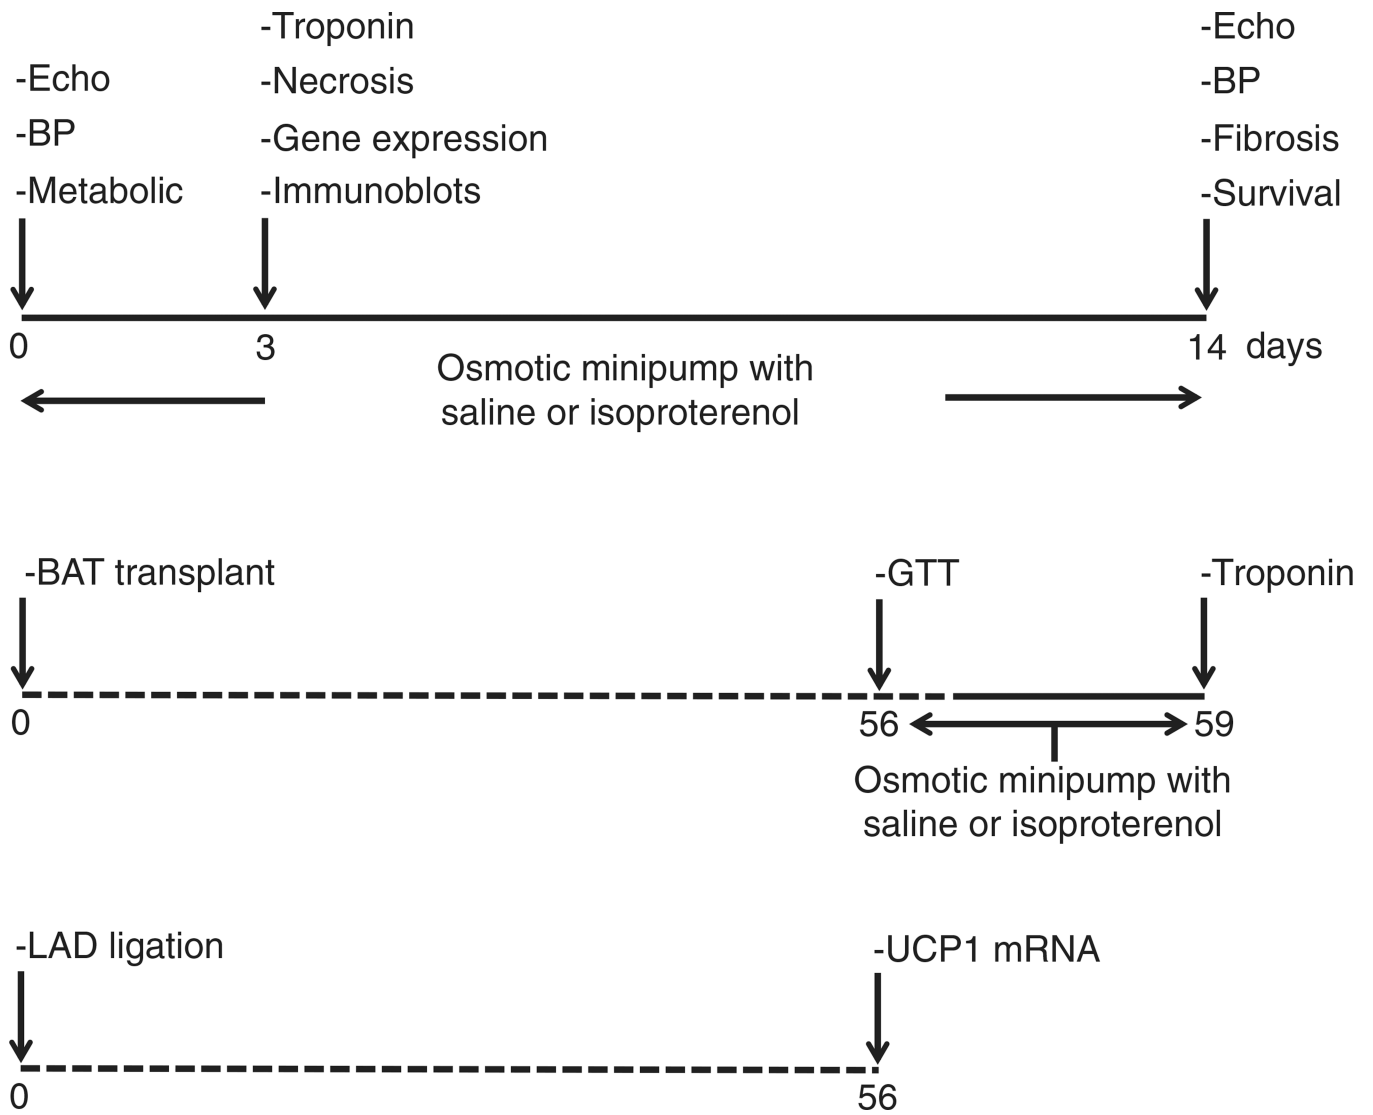 -Echo
-BP
-Metabolic
-Troponin
-Necrosis
-Gene expression
-Immunoblots
-Echo
-BP
-Fibrosis
-Survival
0
3
14 days
Osmotic minipump with
saline or isoproterenol
-BAT transplant
-GTT
-Troponin
0
56
59
Osmotic minipump with
saline or isoproterenol
-LAD ligation
-UCP1 mRNA
0
56